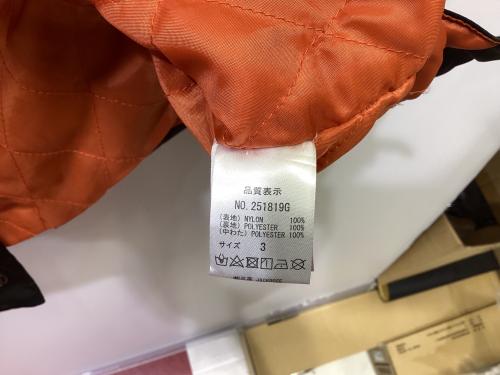 品質表示
NO. 251819G
(表地) NYLON 100%
(裏地) POLYESTER 100%
(中わた) POLYESTER 100%
サイズ 3